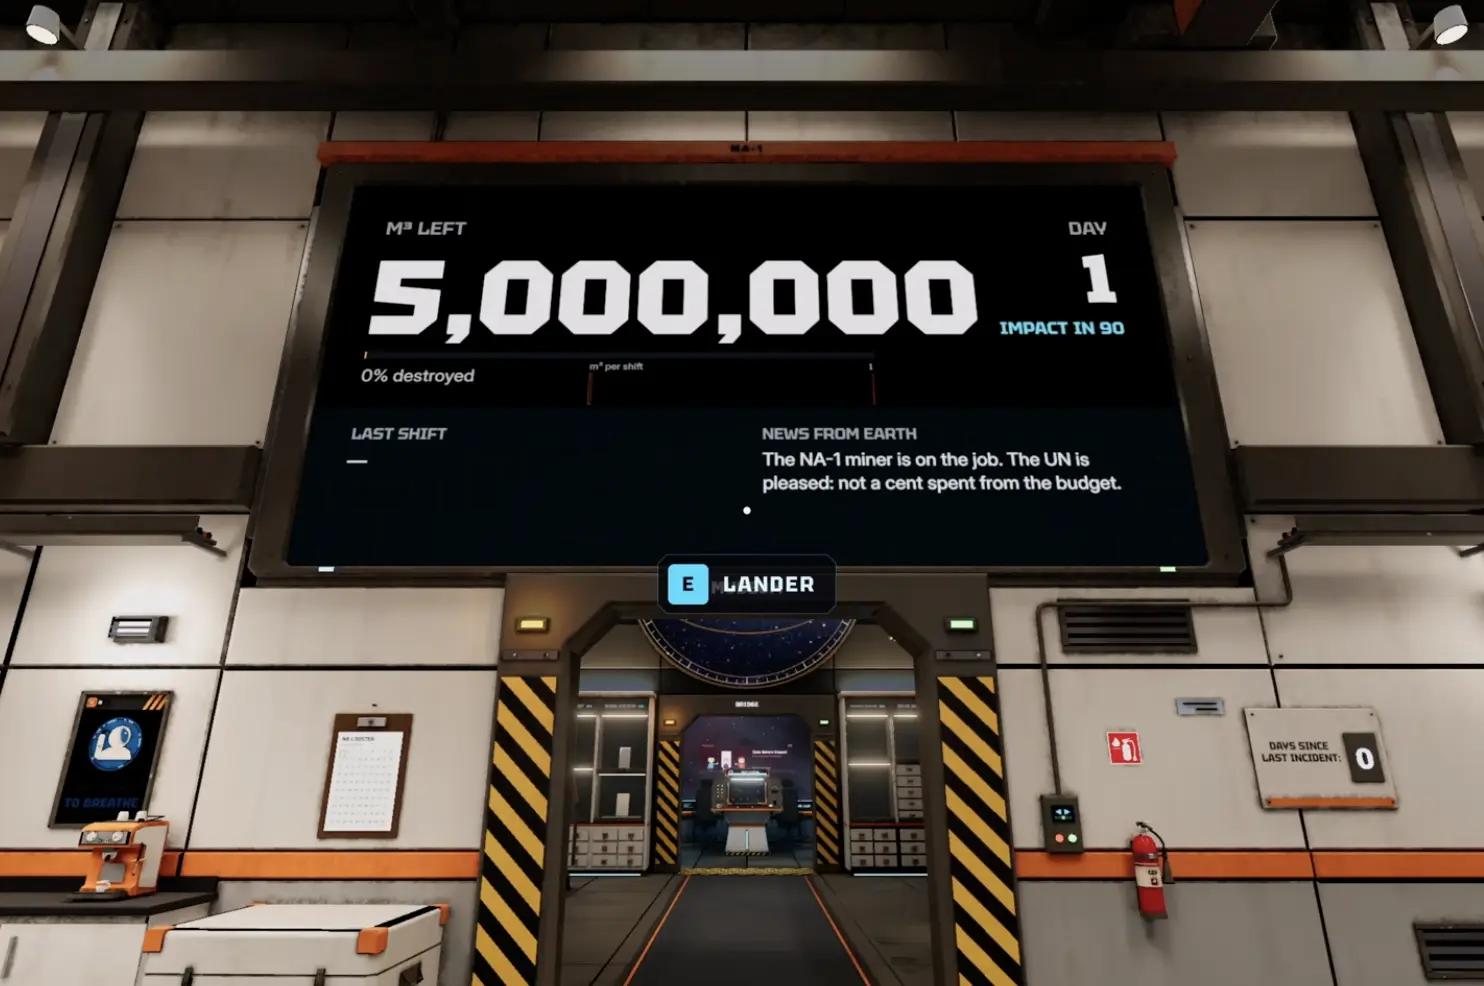 NA-1
M³ LEFT
DAY
5,000,000
1
IMPACT IN 90
m³ per shift
1
0% destroyed
LAST SHIFT
—
NEWS FROM EARTH
The NA-1 miner is on the job. The UN is
pleased: not a cent spent from the budget.
E LANDER
BRIDGE
DAYS SINCE
LAST INCIDENT:
0
TO BREATHE